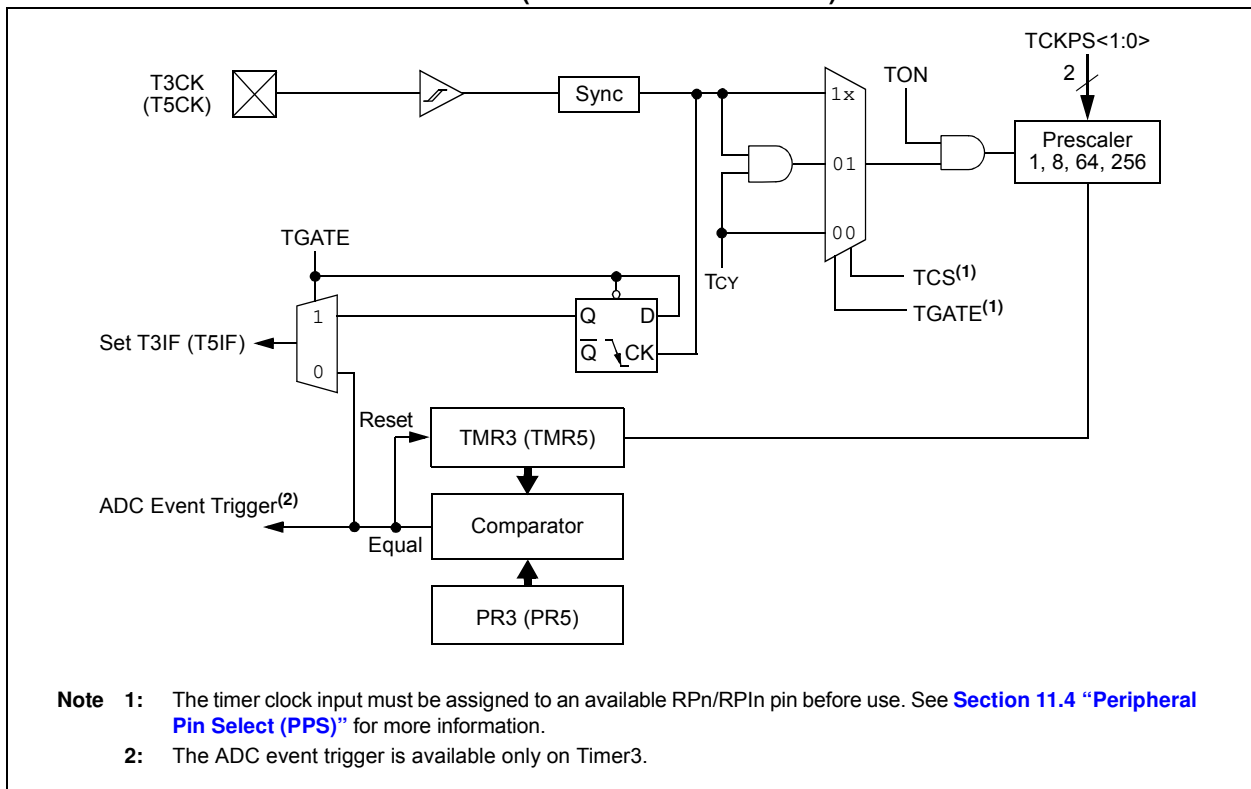 TCKPS<1:0>
2
T3CK
(T5CK)
Sync
1x
TON
Prescaler
1, 8, 64, 256
01
00
TGATE
TCY
TCS(1)
TGATE(1)
1
Q D
Set T3IF (T5IF)
Q CK
0
Reset
TMR3 (TMR5)
ADC Event Trigger(2)
Comparator
Equal
PR3 (PR5)
Note 1: The timer clock input must be assigned to an available RPn/RPIn pin before use. See Section 11.4 “Peripheral
Pin Select (PPS)” for more information.
2: The ADC event trigger is available only on Timer3.